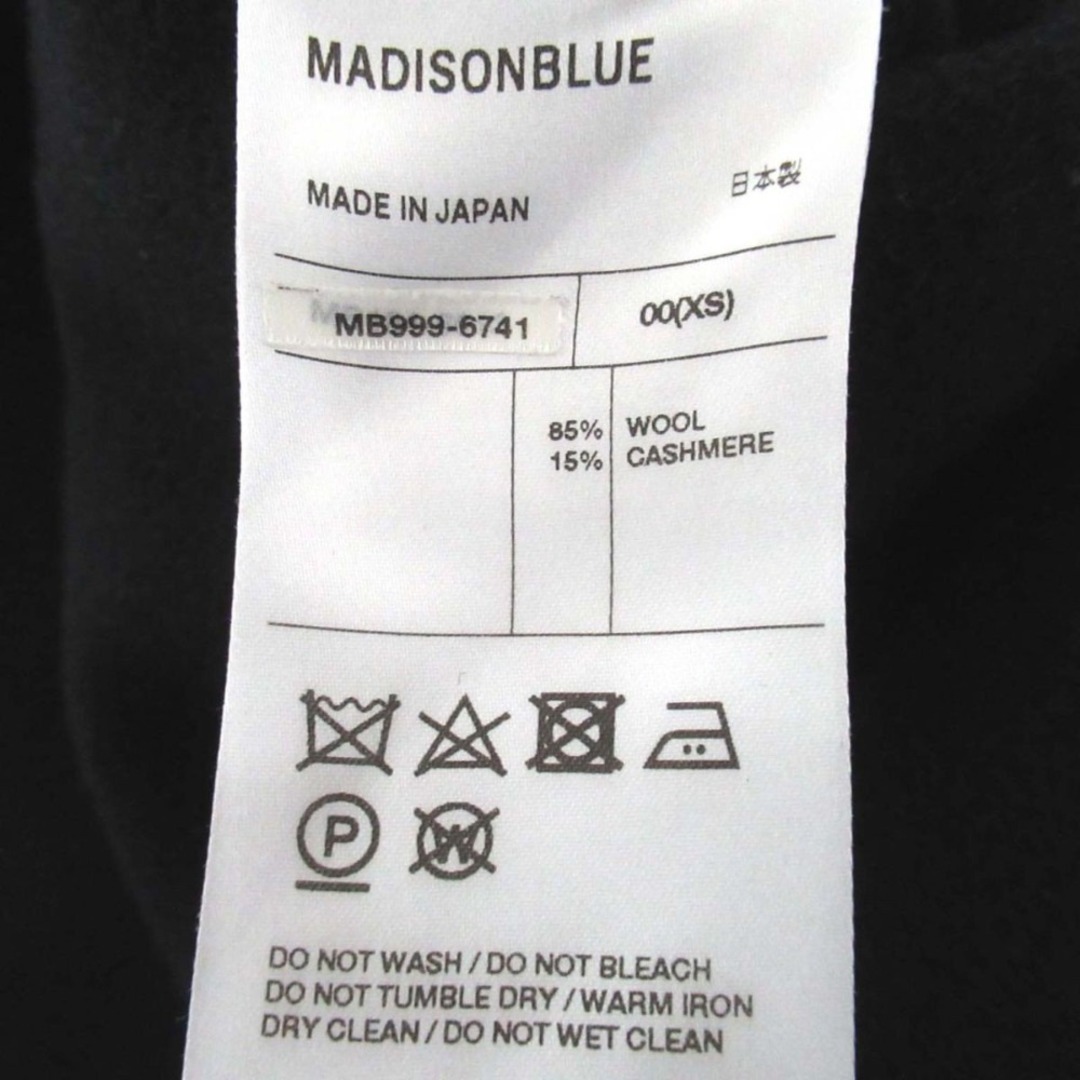 MADISONBLUE
MADE IN JAPAN 日本製
MB999-6741 00(XS)
85% WOOL
15% CASHMERE
P W
DO NOT WASH / DO NOT BLEACH
DO NOT TUMBLE DRY / WARM IRON
DRY CLEAN / DO NOT WET CLEAN